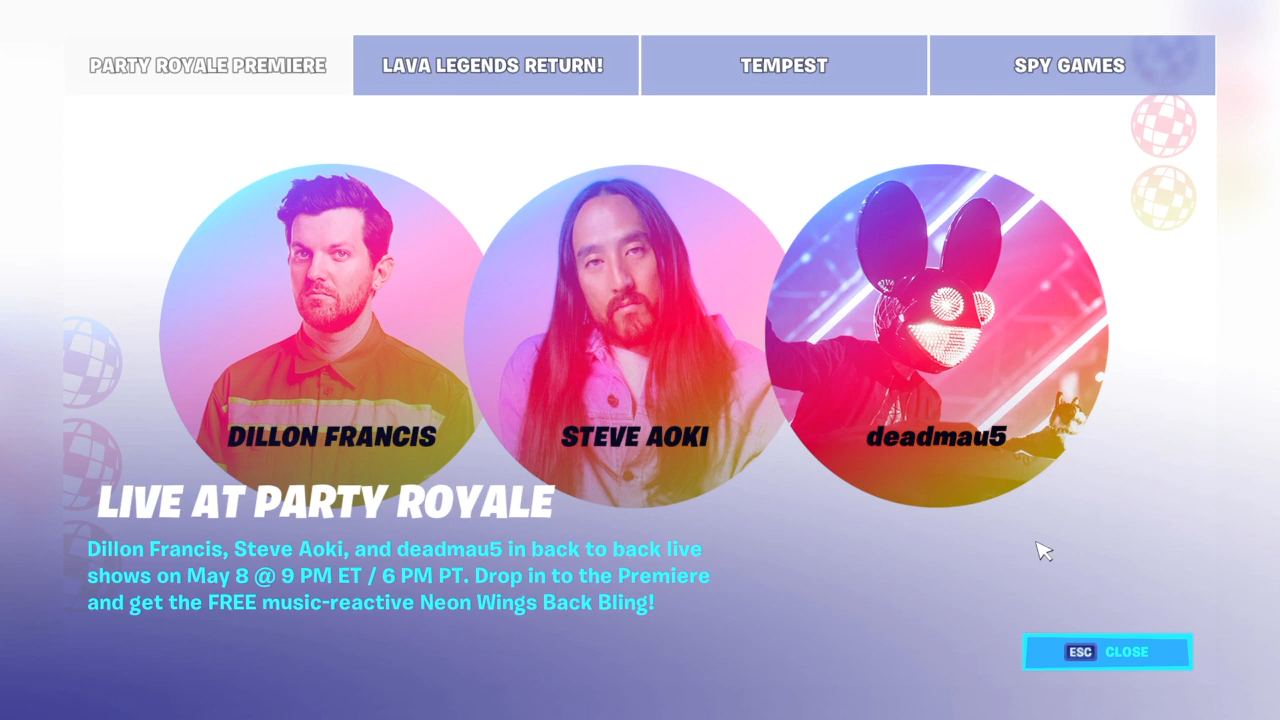 PARTY ROYALE PREMIERE
LAVA LEGENDS RETURN!
TEMPEST
SPY GAMES
DILLON FRANCIS
STEVE AOKI
deadmau5
LIVE AT PARTY ROYALE
Dillon Francis, Steve Aoki, and deadmau5 in back to back live
shows on May 8 @ 9 PM ET / 6 PM PT. Drop in to the Premiere
and get the FREE music-reactive Neon Wings Back Bling!
ESC CLOSE